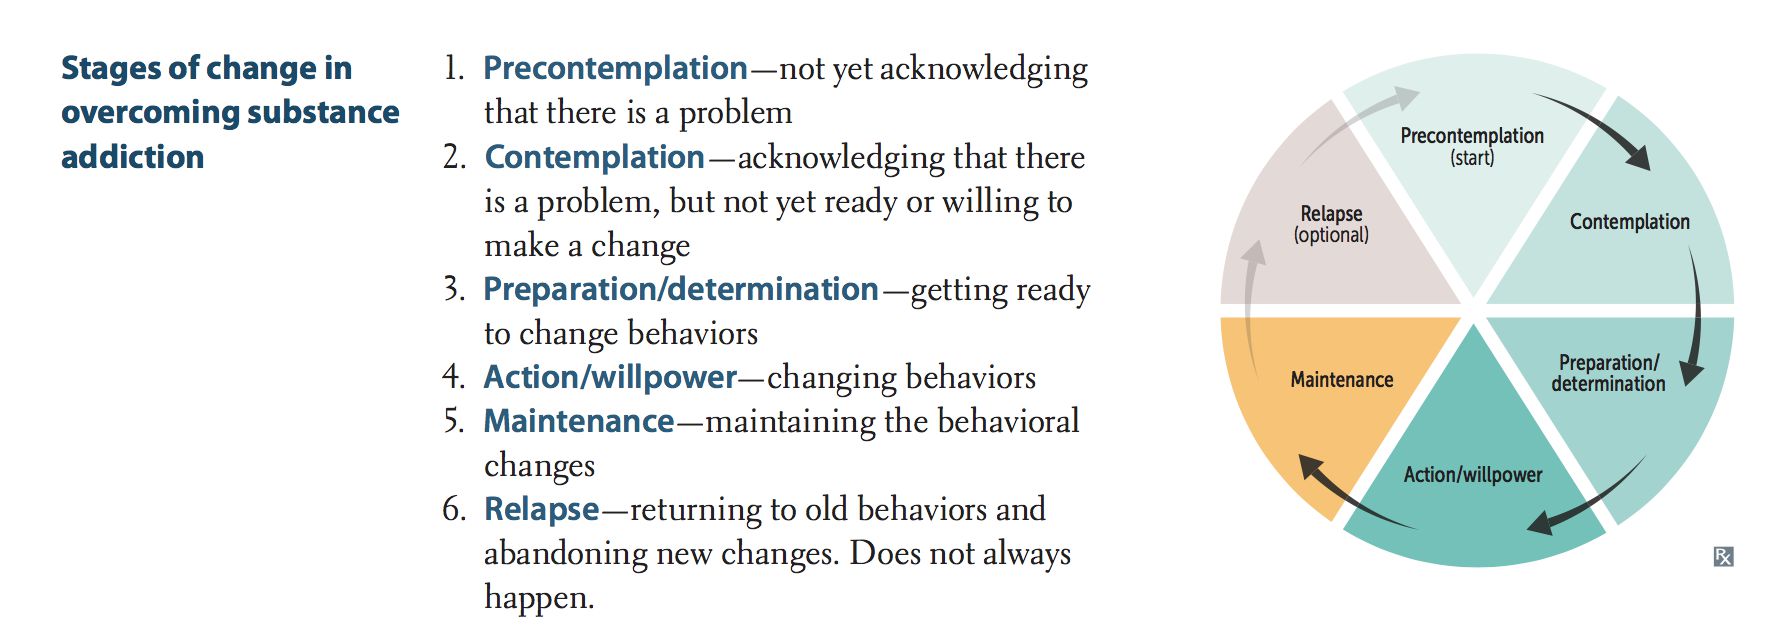 Stages of change in
overcoming substance
addiction
1. Precontemplation—not yet acknowledging
that there is a problem
2. Contemplation—acknowledging that there
is a problem, but not yet ready or willing to
make a change
3. Preparation/determination—getting ready
to change behaviors
4. Action/willpower—changing behaviors
5. Maintenance—maintaining the behavioral
changes
6. Relapse—returning to old behaviors and
abandoning new changes. Does not always
happen.
Precontemplation
(start)
Contemplation
Preparation/
determination
Action/willpower
Maintenance
Relapse
(optional)
Rx